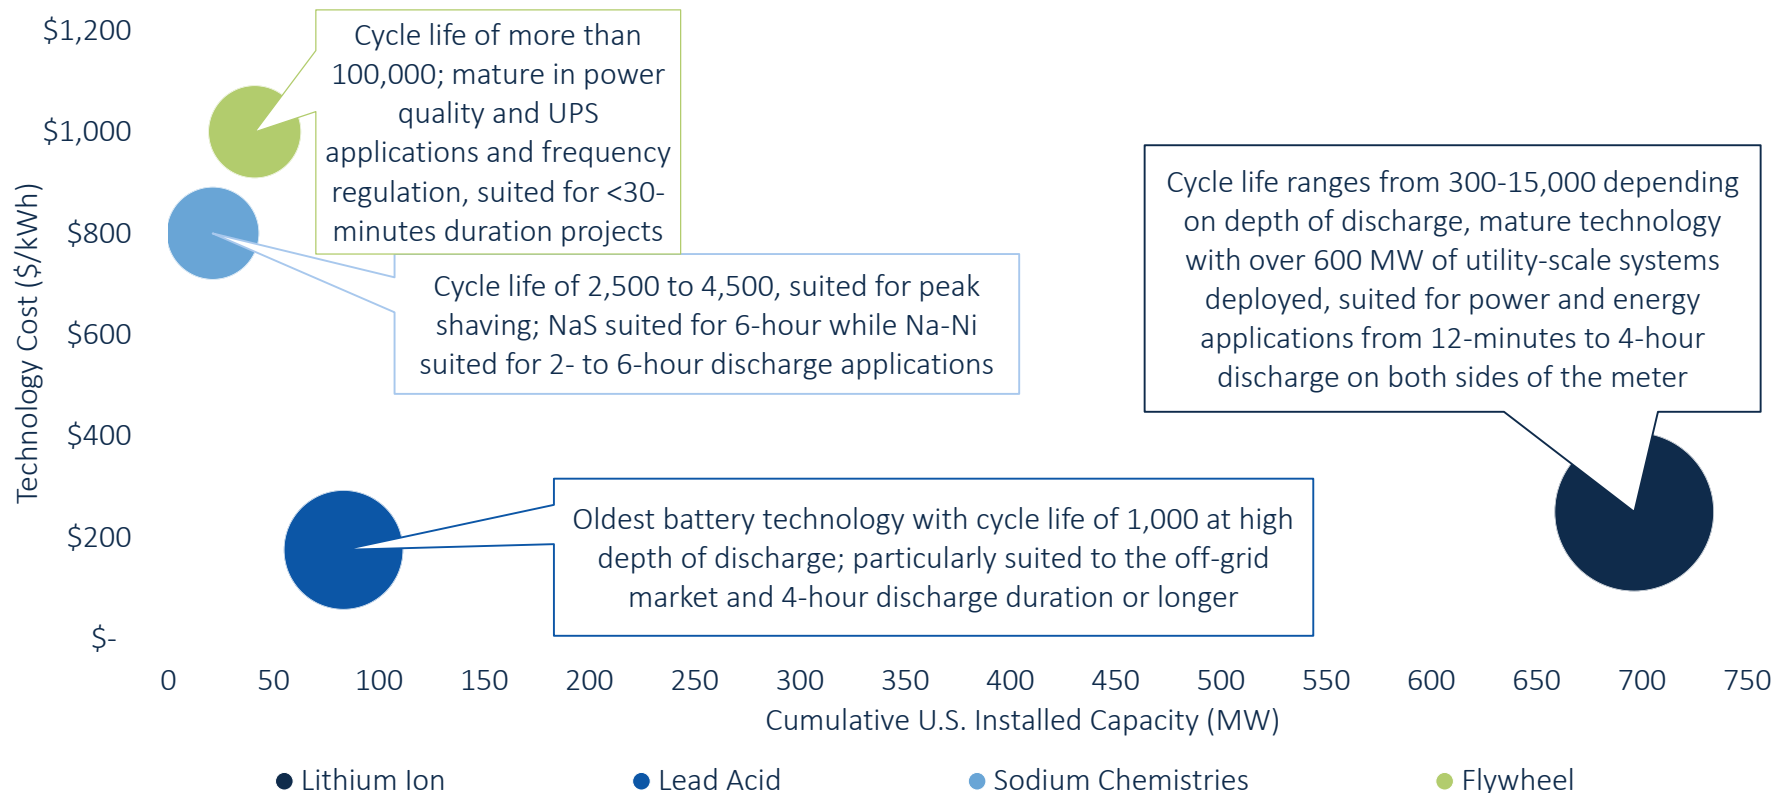 $1,200
$1,000
$800
$600
$400
$200
$-
Technology Cost ($/kWh)
Cycle life of more than
100,000; mature in power
quality and UPS
applications and frequency
regulation, suited for <30-
minutes duration projects
Cycle life of 2,500 to 4,500, suited for peak
shaving; NaS suited for 6-hour while Na-Ni
suited for 2- to 6-hour discharge applications
Cycle life ranges from 300-15,000 depending
on depth of discharge, mature technology
with over 600 MW of utility-scale systems
deployed, suited for power and energy
applications from 12-minutes to 4-hour
discharge on both sides of the meter
Oldest battery technology with cycle life of 1,000 at high
depth of discharge; particularly suited to the off-grid
market and 4-hour discharge duration or longer
0 50 100 150 200 250 300 350 400 450 500 550 600 650 700 750
Cumulative U.S. Installed Capacity (MW)
Lithium Ion Lead Acid Sodium Chemistries Flywheel